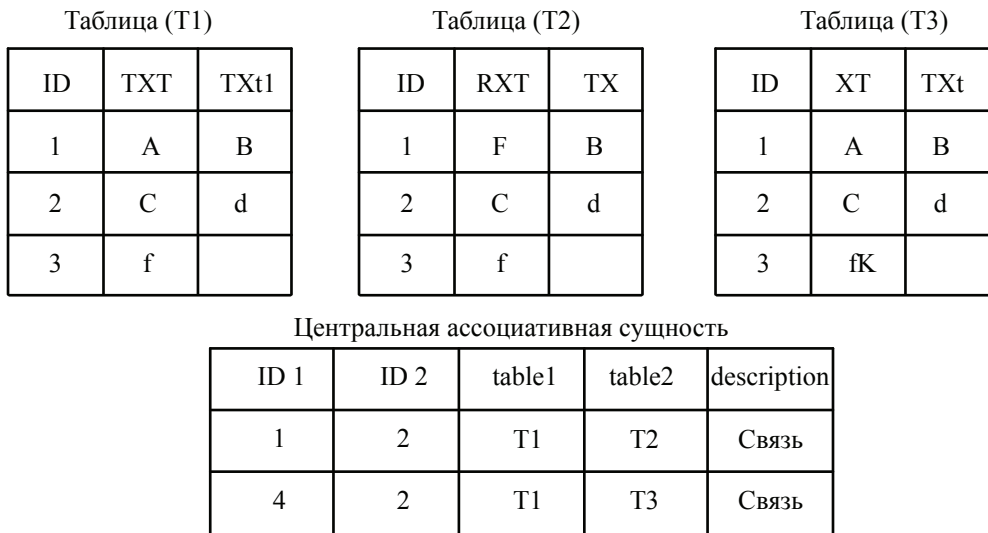 Таблица (T1) Таблица (T2) Таблица (T3)
ID TXT TXt1 ID RXT TX ID XT TXt
1 A B 1 F B 1 A B
2 C d 2 C d 2 C d
3 f 3 f 3 fK
Центральная ассоциативная сущность
ID 1 ID 2 table1 table2 description
1 2 T1 T2 Связь
4 2 T1 T3 Связь